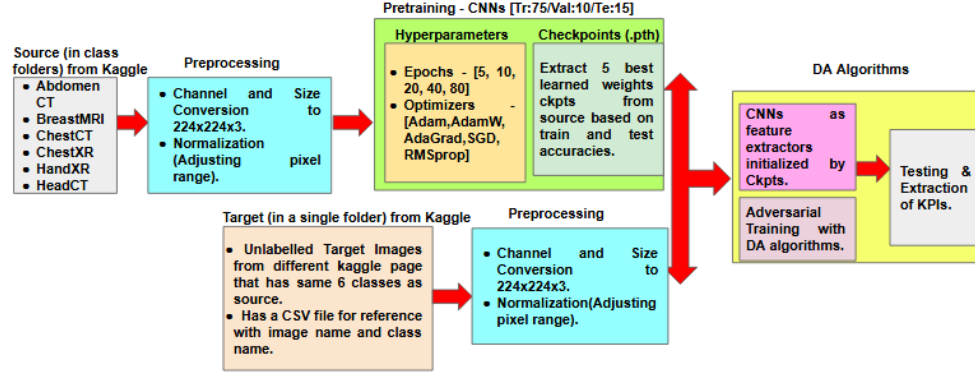 Source (in class
folders) from Kaggle
● Abdomen
CT
● BreastMRI
● ChestCT
● ChestXR
● HandXR
● HeadCT
Preprocessing
● Channel and Size
Conversion to
224x224x3.
● Normalization
(Adjusting pixel
range).
Pretraining - CNNs [Tr:75/Val:10/Te:15]
Hyperparameters
● Epochs - [5, 10,
20, 40, 80]
● Optimizers -
[Adam,AdamW,
AdaGrad,SGD,
RMSprop]
Checkpoints (.pth)
Extract 5 best
learned weights
ckpts from
source based on
train and test
accuracies.
Target (in a single folder) from Kaggle
● Unlabelled Target Images
from different kaggle page
that has same 6 classes as
source.
● Has a CSV file for reference
with image name and class
name.
Preprocessing
● Channel and Size
Conversion to
224x224x3.
● Normalization(Adjusting
pixel range).
DA Algorithms
CNNs as
feature
extractors
initialized by
Ckpts.
Adversarial
Training with
DA algorithms.
Testing &
Extraction
of KPIs.